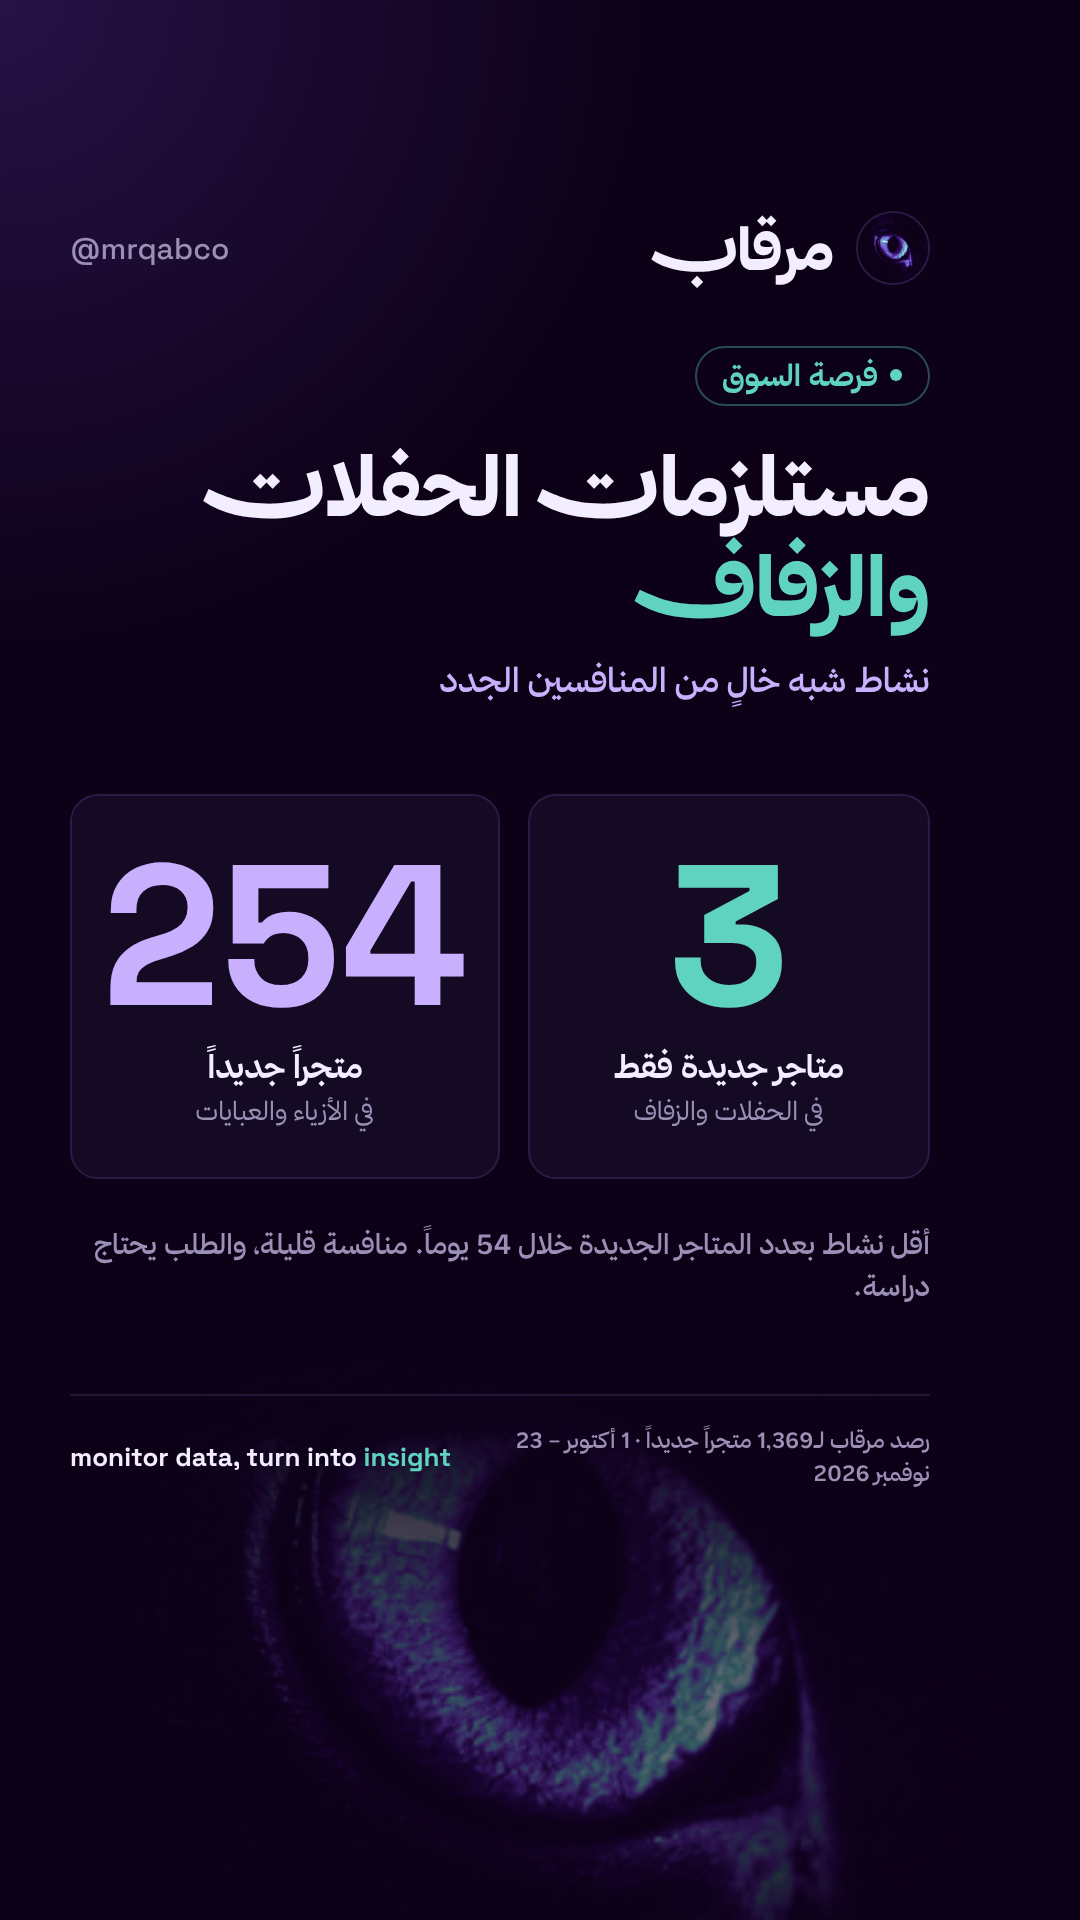 مرقاب
@mrqabco
فرصة السوق
مستلزمات الحفلات
والزفاف
نشاط شبه خالٍ من المنافسين الجدد
3
متاجر جديدة فقط
في الحفلات والزفاف
254
متجراً جديداً
في الأزياء والعبايات
أقل نشاط بعدد المتاجر الجديدة خلال 54 يوماً. منافسة قليلة، والطلب يحتاج
دراسة.
رصد مرقاب لـ1,369 متجراً جديداً · 1 أكتوبر – 23
نوفمبر 2026
monitor data, turn into insight